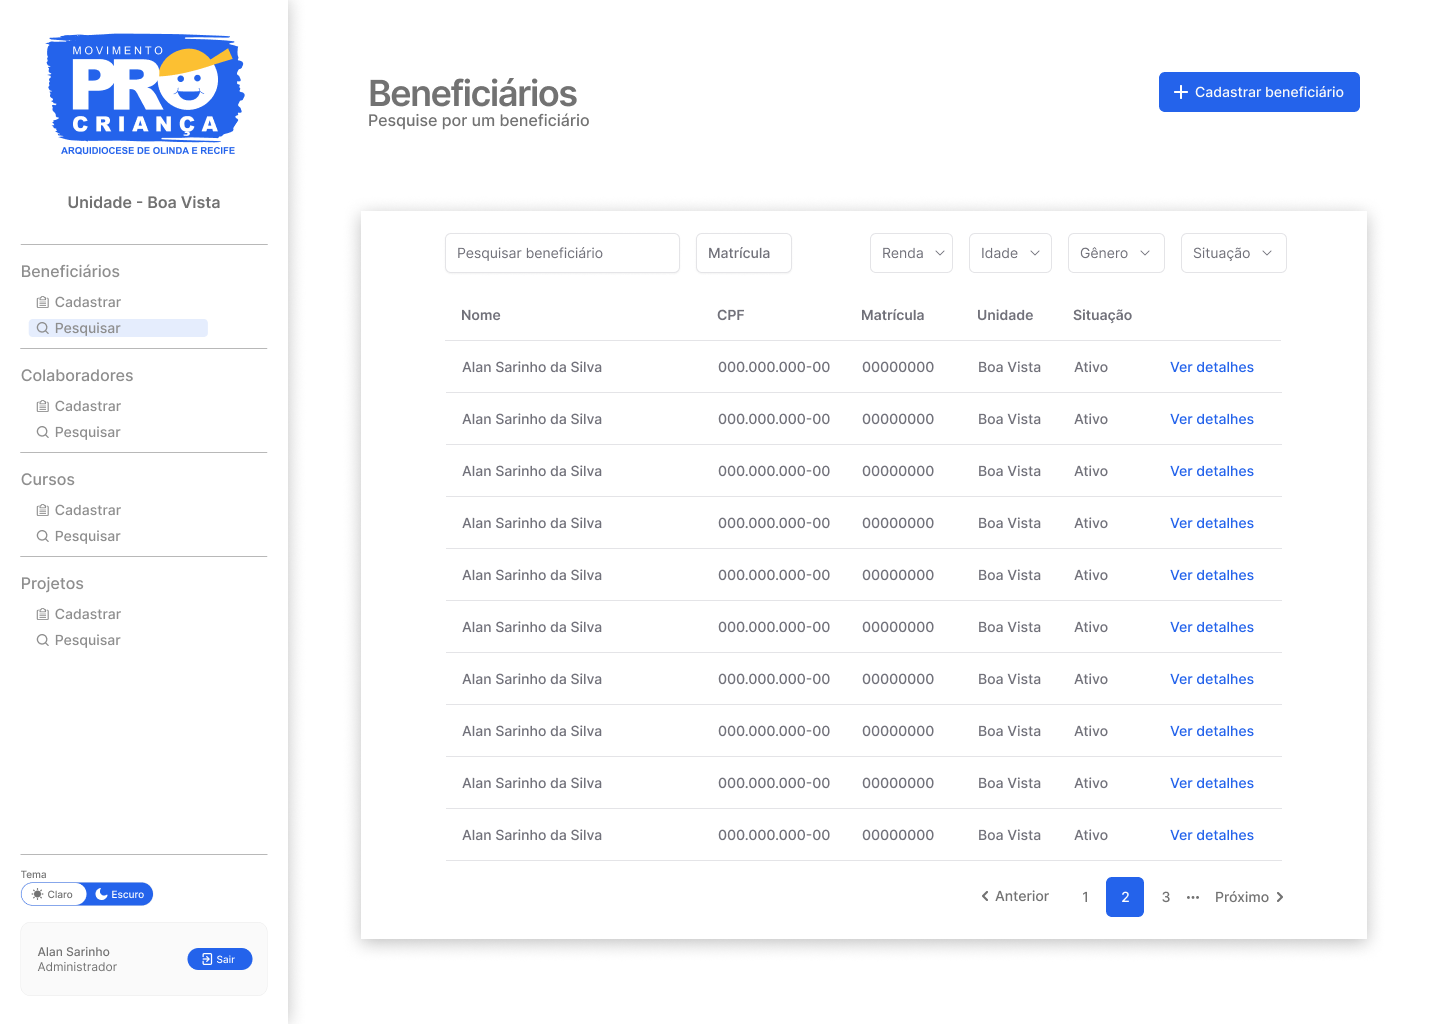 MOVIMENTO
PRÓ
CRIANÇA
ARQUIDIOCESE DE OLINDA E RECIFE
Unidade - Boa Vista
Beneficiários
Cadastrar
Pesquisar
Colaboradores
Cadastrar
Pesquisar
Cursos
Cadastrar
Pesquisar
Projetos
Cadastrar
Pesquisar
Tema
Claro Escuro
Alan Sarinho
Administrador
Sair
Beneficiários
Pesquise por um beneficiário
+ Cadastrar beneficiário
Pesquisar beneficiário Matrícula Renda Idade Gênero Situação
Nome CPF Matrícula Unidade Situação
Alan Sarinho da Silva 000.000.000-00 00000000 Boa Vista Ativo Ver detalhes
Alan Sarinho da Silva 000.000.000-00 00000000 Boa Vista Ativo Ver detalhes
Alan Sarinho da Silva 000.000.000-00 00000000 Boa Vista Ativo Ver detalhes
Alan Sarinho da Silva 000.000.000-00 00000000 Boa Vista Ativo Ver detalhes
Alan Sarinho da Silva 000.000.000-00 00000000 Boa Vista Ativo Ver detalhes
Alan Sarinho da Silva 000.000.000-00 00000000 Boa Vista Ativo Ver detalhes
Alan Sarinho da Silva 000.000.000-00 00000000 Boa Vista Ativo Ver detalhes
Alan Sarinho da Silva 000.000.000-00 00000000 Boa Vista Ativo Ver detalhes
Alan Sarinho da Silva 000.000.000-00 00000000 Boa Vista Ativo Ver detalhes
Alan Sarinho da Silva 000.000.000-00 00000000 Boa Vista Ativo Ver detalhes
Anterior 1 2 3 ··· Próximo